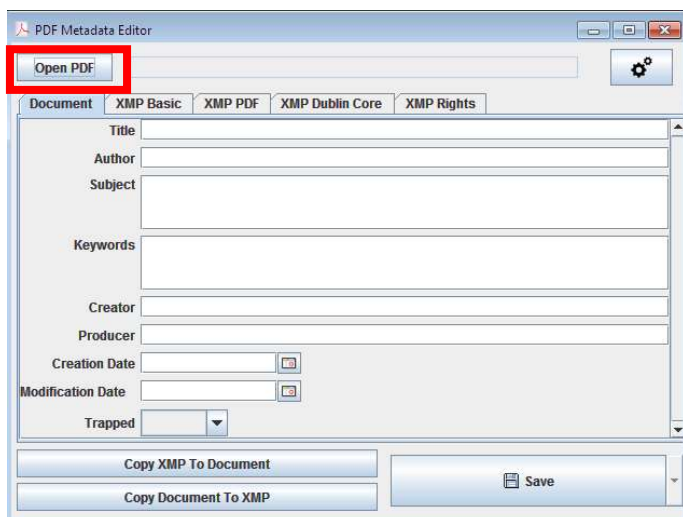 PDF Metadata Editor
Open PDF
Document XMP Basic XMP PDF XMP Dublin Core XMP Rights
Title
Author
Subject
Keywords
Creator
Producer
Creation Date
Modification Date
Trapped
Copy XMP To Document
Save
Copy Document To XMP